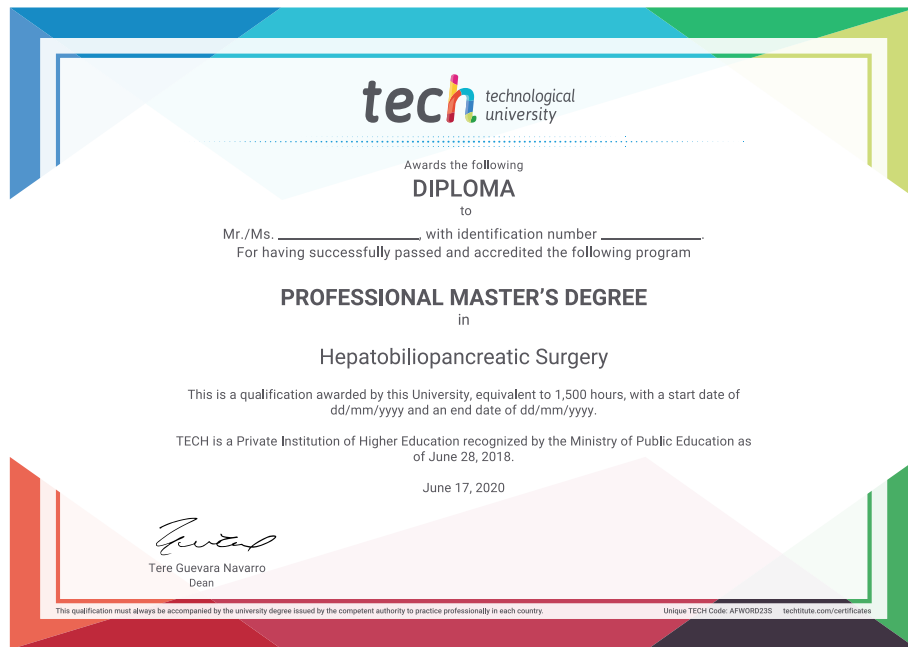 tech technological
university
Awards the following
DIPLOMA
to
Mr./Ms. ____________, with identification number ____________.
For having successfully passed and accredited the following program
PROFESSIONAL MASTER'S DEGREE
in
Hepatobiliopancreatic Surgery
This is a qualification awarded by this University, equivalent to 1,500 hours, with a start date of
dd/mm/yyyy and an end date of dd/mm/yyyy.
TECH is a Private Institution of Higher Education recognized by the Ministry of Public Education as
of June 28, 2018.
June 17, 2020
Tere Guevara Navarro
Dean
This qualification must always be accompanied by the university degree issued by the competent authority to practice professionally in each country.
Unique TECH Code: AFWORD23S techtitute.com/certificates